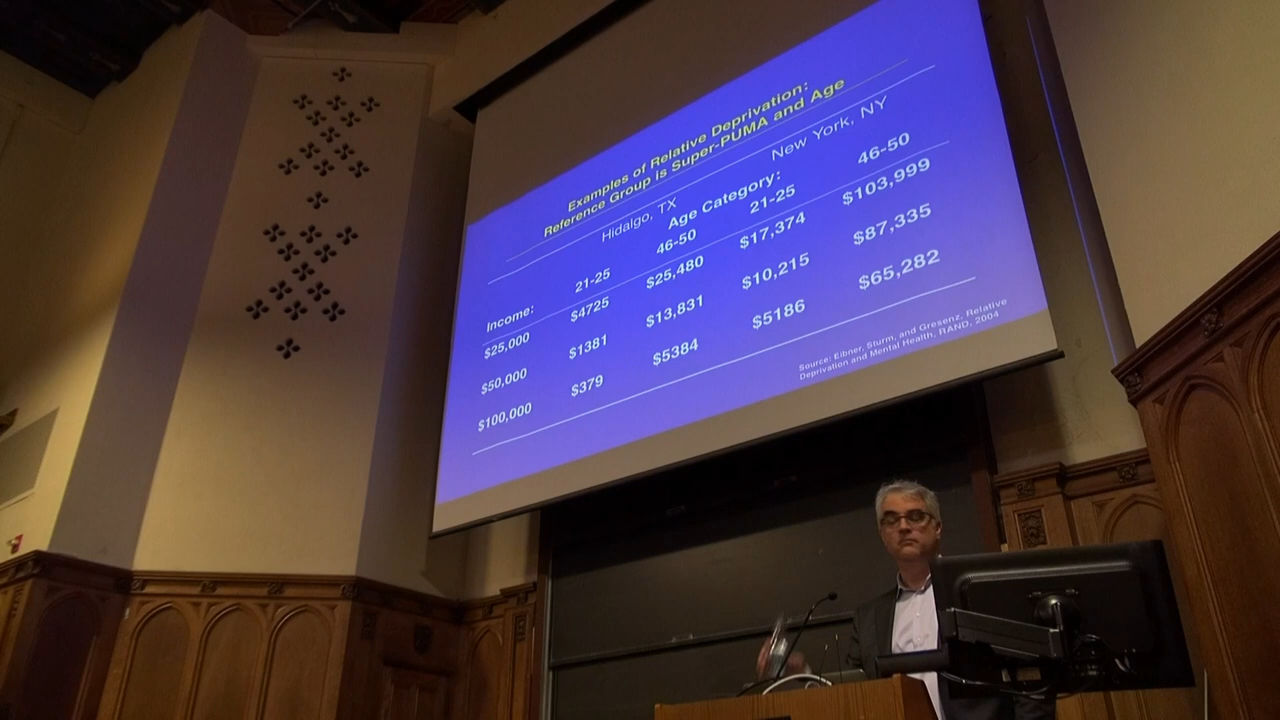 Examples of Relative Deprivation:
Reference Group is Super-PUMA and Age
Hidalgo, TX New York, NY
Age Category:
Income: 21-25 46-50 21-25 46-50
$25,000 $4725 $25,480 $17,374 $103,999
$50,000 $1381 $13,831 $10,215 $87,335
$100,000 $379 $5384 $5186 $65,282
Source: Eibner, Sturm, and Gresenz, Relative
Deprivation and Mental Health, RAND, 2004